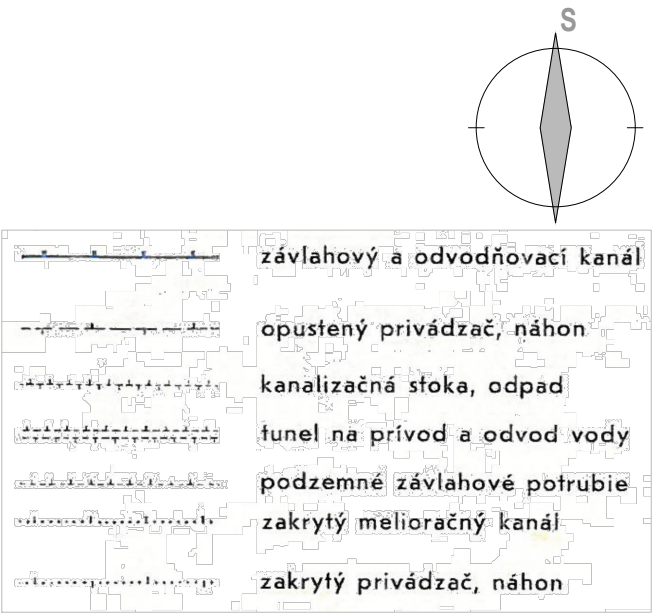 S
závlahový a odvodňovací kanál
opustený privádzač, náhon
kanalizačná stoka, odpad
tunel na prívod a odvod vody
podzemné závlahové potrubie
zakrytý melioračný kanál
zakrytý privádzač, náhon